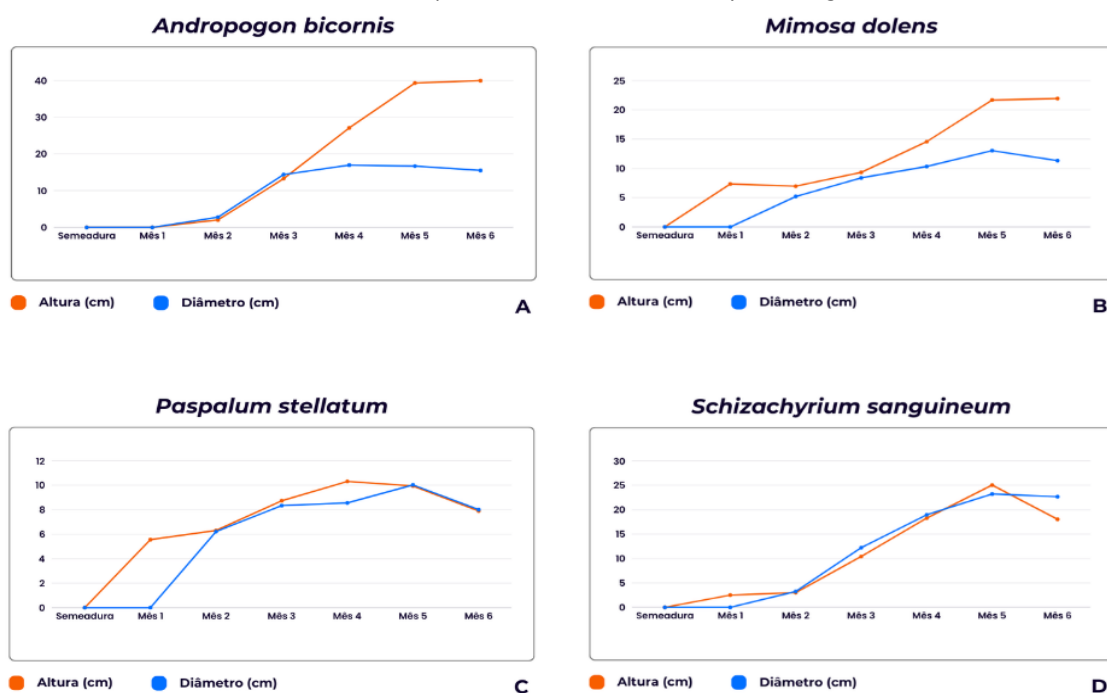 Andropogon bicornis
40
30
20
10
0
Semeadura Mês 1 Mês 2 Mês 3 Mês 4 Mês 5 Mês 6
Altura (cm) Diâmetro (cm) A
Mimosa dolens
25
20
15
10
5
0
Semeadura Mês 1 Mês 2 Mês 3 Mês 4 Mês 5 Mês 6
Altura (cm) Diâmetro (cm) B
Paspalum stellatum
12
10
8
6
4
2
0
Semeadura Mês 1 Mês 2 Mês 3 Mês 4 Mês 5 Mês 6
Altura (cm) Diâmetro (cm) C
Schizachyrium sanguineum
30
25
20
15
10
5
0
Semeadura Mês 1 Mês 2 Mês 3 Mês 4 Mês 5 Mês 6
Altura (cm) Diâmetro (cm) D